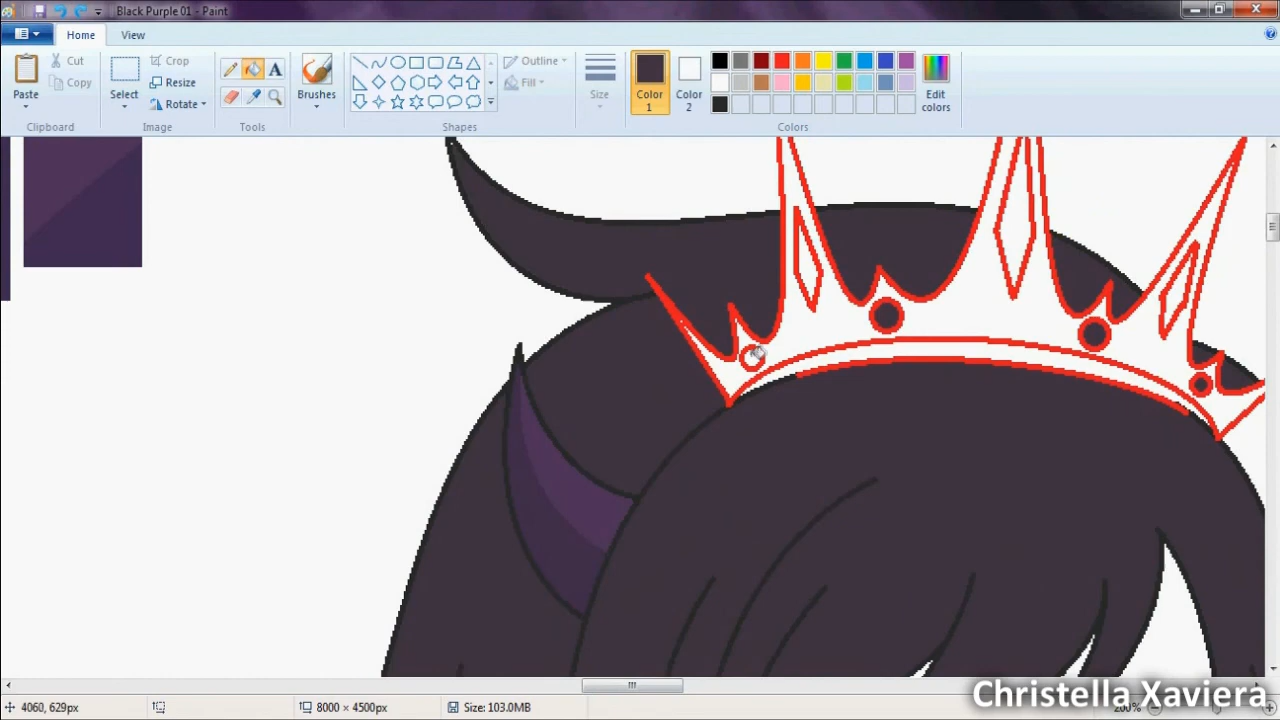 Black Purple 01 - Paint
Home
View
Paste
Cut
Copy
Clipboard
Select
Crop
Resize
Rotate
Image
A
Tools
Brushes
Shapes
Outline
Fill
Size
Color 1
Color 2
Edit colors
Colors
4060, 629px
8000 × 4500px
Size: 103.0MB
200%
Christella Xaviera